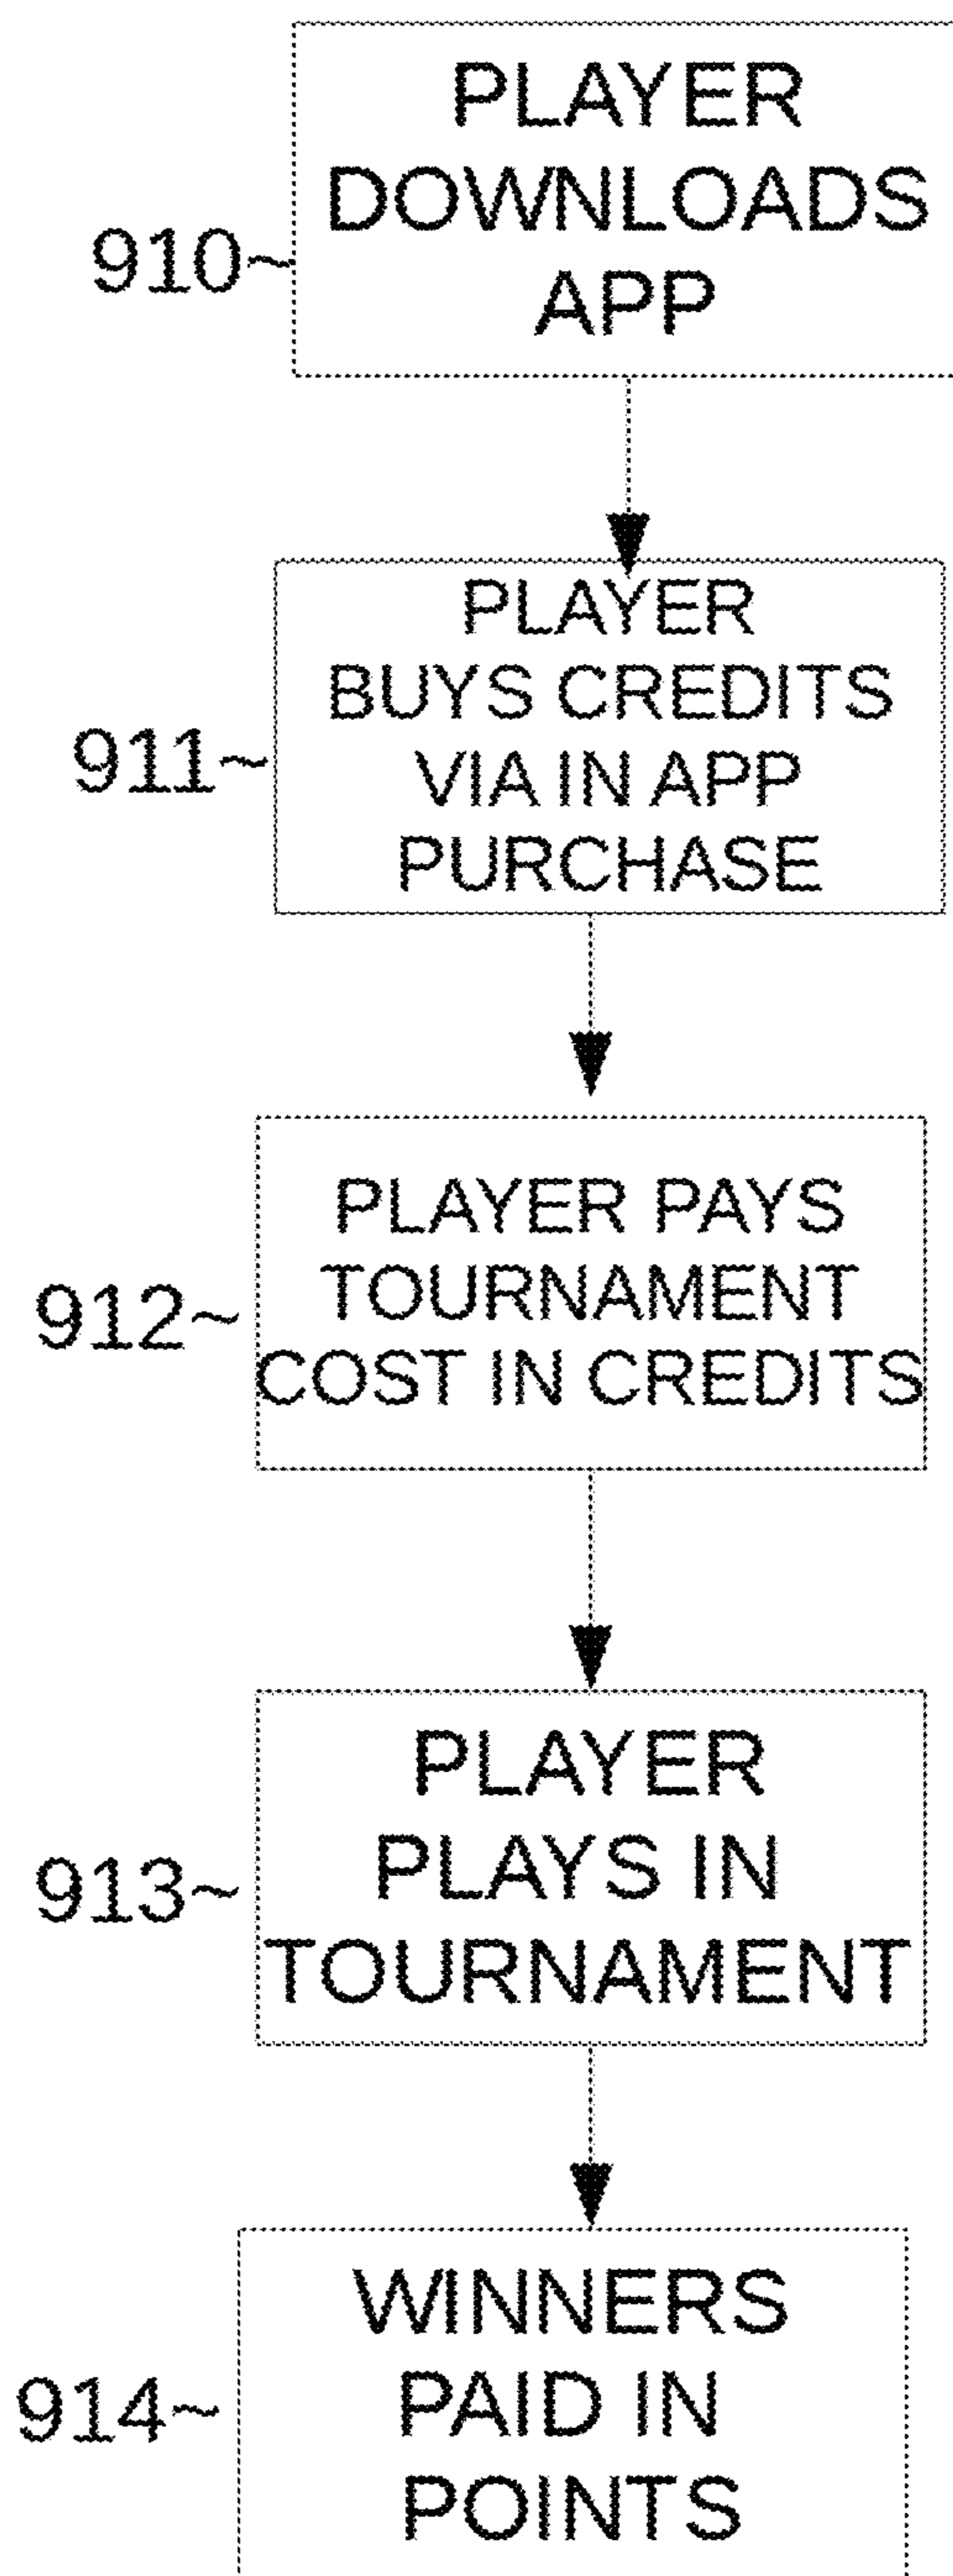 PLAYER
DOWNLOADS
APP
910~
PLAYER
BUYS CREDITS
VIA IN APP
PURCHASE
911~
PLAYER PAYS
TOURNAMENT
COST IN CREDITS
912~
PLAYER
PLAYS IN
TOURNAMENT
913~
WINNERS
PAID IN
POINTS
914~